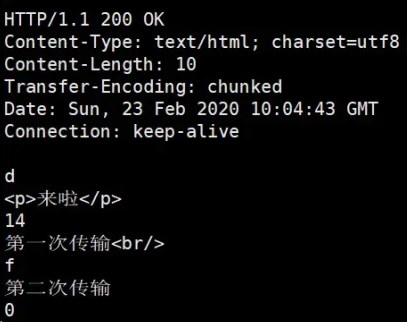 HTTP/1.1 200 OK
Content-Type: text/html; charset=utf8
Content-Length: 10
Transfer-Encoding: chunked
Date: Sun, 23 Feb 2020 10:04:43 GMT
Connection: keep-alive
d
<p>来啦</p>
14
第一次传输<br/>
f
第二次传输
0